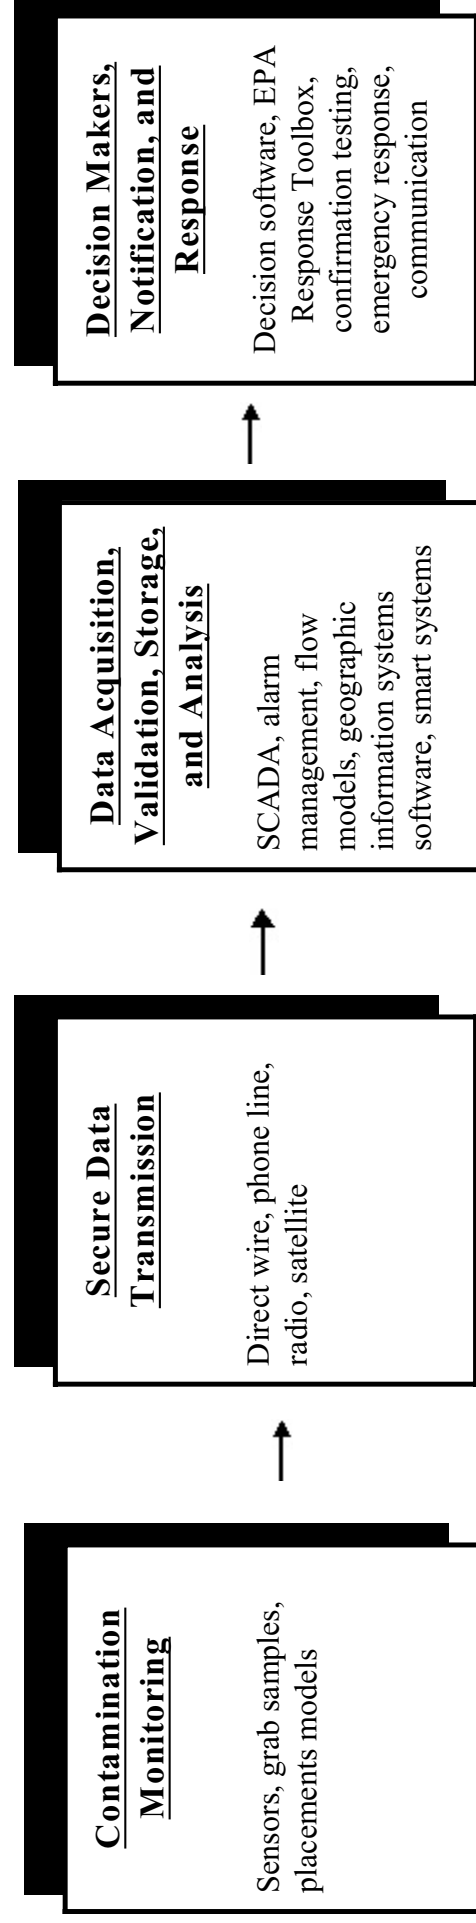 Contamination
Monitoring
Sensors, grab samples,
placements models
Secure Data
Transmission
Direct wire, phone line,
radio, satellite
Data Acquisition,
Validation, Storage,
and Analysis
SCADA, alarm
management, flow
models, geographic
information systems
software, smart systems
Decision Makers,
Notification, and
Response
Decision software, EPA
Response Toolbox,
confirmation testing,
emergency response,
communication